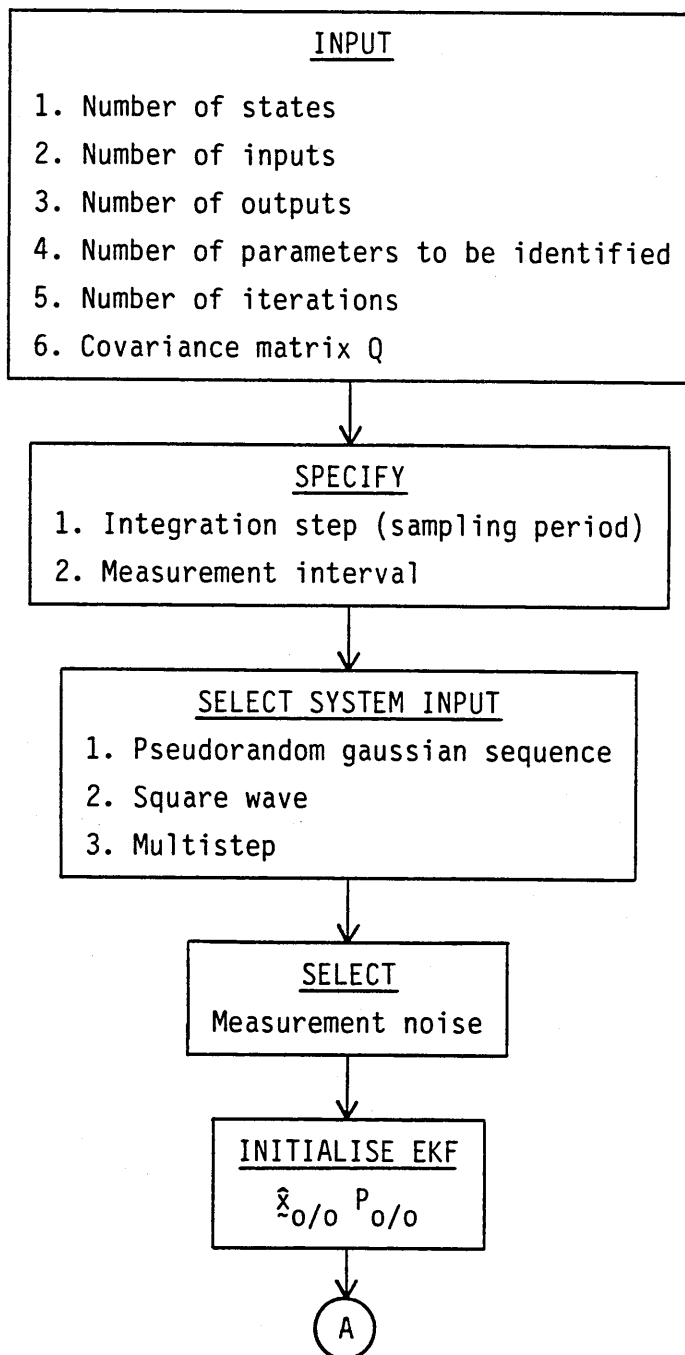 INPUT
1. Number of states
2. Number of inputs
3. Number of outputs
4. Number of parameters to be identified
5. Number of iterations
6. Covariance matrix Q
SPECIFY
1. Integration step (sampling period)
2. Measurement interval
SELECT SYSTEM INPUT
1. Pseudorandom gaussian sequence
2. Square wave
3. Multistep
SELECT
Measurement noise
INITIALISE EKF
x̰̂o/o Po/o
A